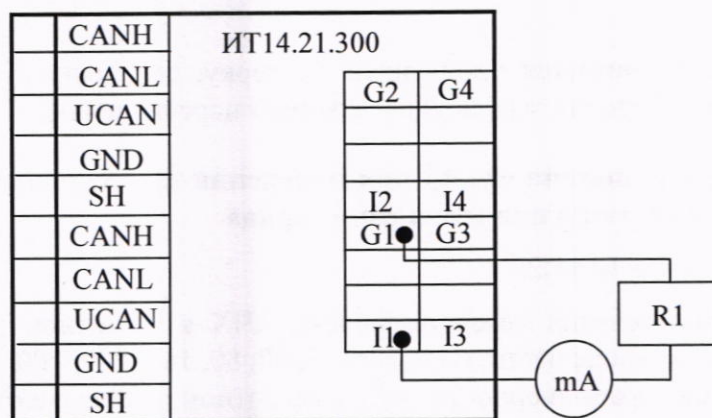 CANH
ИТ14.21.300
CANL
G2 G4
UCAN
GND
SH
I2 I4
CANH
G1 G3
CANL
UCAN
R1
I1 I3
GND
mA
SH